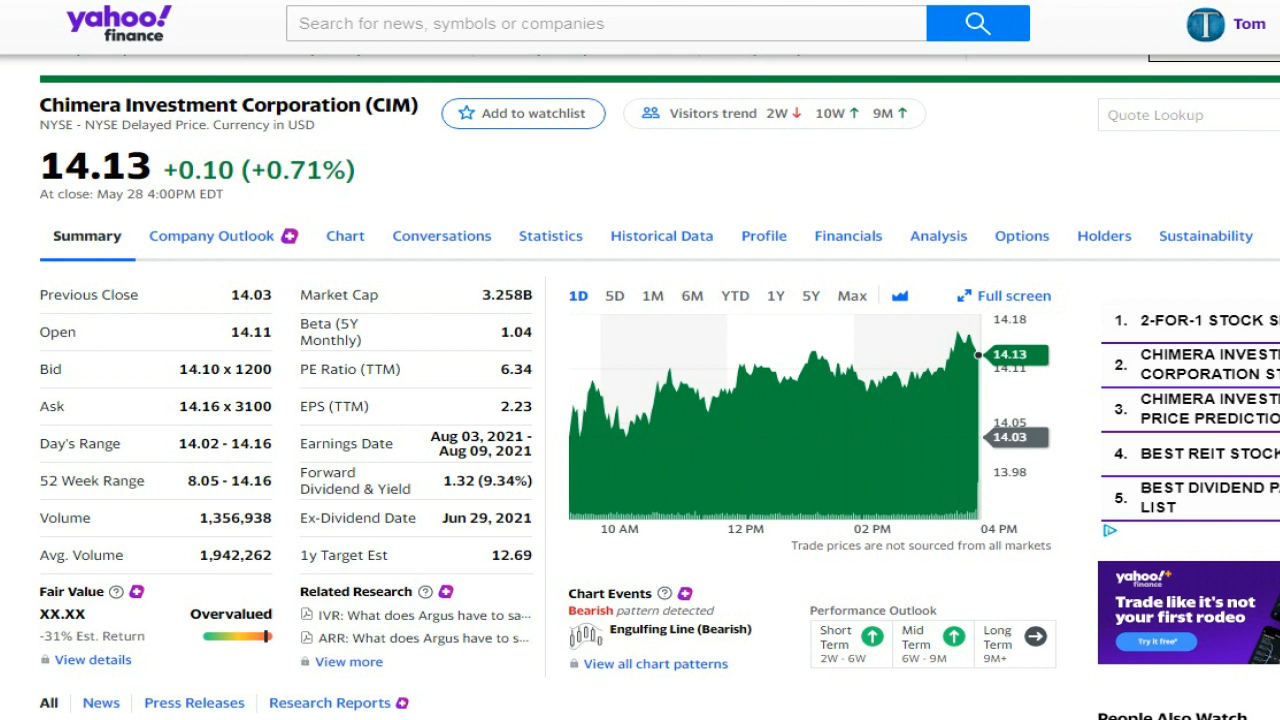 yahoo!
finance
Search for news, symbols or companies
T
Tom
Chimera Investment Corporation (CIM)
NYSE - NYSE Delayed Price. Currency in USD
Add to watchlist
Visitors trend 2W 10W 9M
Quote Lookup
14.13 +0.10 (+0.71%)
At close: May 28 4:00PM EDT
Summary
Company Outlook
Chart
Conversations
Statistics
Historical Data
Profile
Financials
Analysis
Options
Holders
Sustainability
Previous Close 14.03
Open 14.11
Bid 14.10 x 1200
Ask 14.16 x 3100
Day's Range 14.02 - 14.16
52 Week Range 8.05 - 14.16
Volume 1,356,938
Avg. Volume 1,942,262
Market Cap 3.258B
Beta (5Y
Monthly) 1.04
PE Ratio (TTM) 6.34
EPS (TTM) 2.23
Earnings Date Aug 03, 2021 -
Aug 09, 2021
Forward
Dividend & Yield 1.32 (9.34%)
Ex-Dividend Date Jun 29, 2021
1y Target Est 12.69
1D 5D 1M 6M YTD 1Y 5Y Max
Full screen
14.18
14.13
14.11
14.05
14.03
13.98
10 AM 12 PM 02 PM 04 PM
Trade prices are not sourced from all markets
Fair Value ?
XX.XX Overvalued
-31% Est. Return
View details
Related Research ?
IVR: What does Argus have to sa...
ARR: What does Argus have to s...
View more
Chart Events ?
Bearish pattern detected
Engulfing Line (Bearish)
View all chart patterns
Performance Outlook
Short
Term
2W - 6W
Mid
Term
6W - 9M
Long
Term
9M+
1. 2-FOR-1 STOCK S
2. CHIMERA INVEST
CORPORATION ST
3. CHIMERA INVEST
PRICE PREDICTIO
4. BEST REIT STOCK
5. BEST DIVIDEND PA
LIST
yahoo!+
finance
Trade like it's not
your first rodeo
Try it free*
All
News
Press Releases
Research Reports
People Also Watch